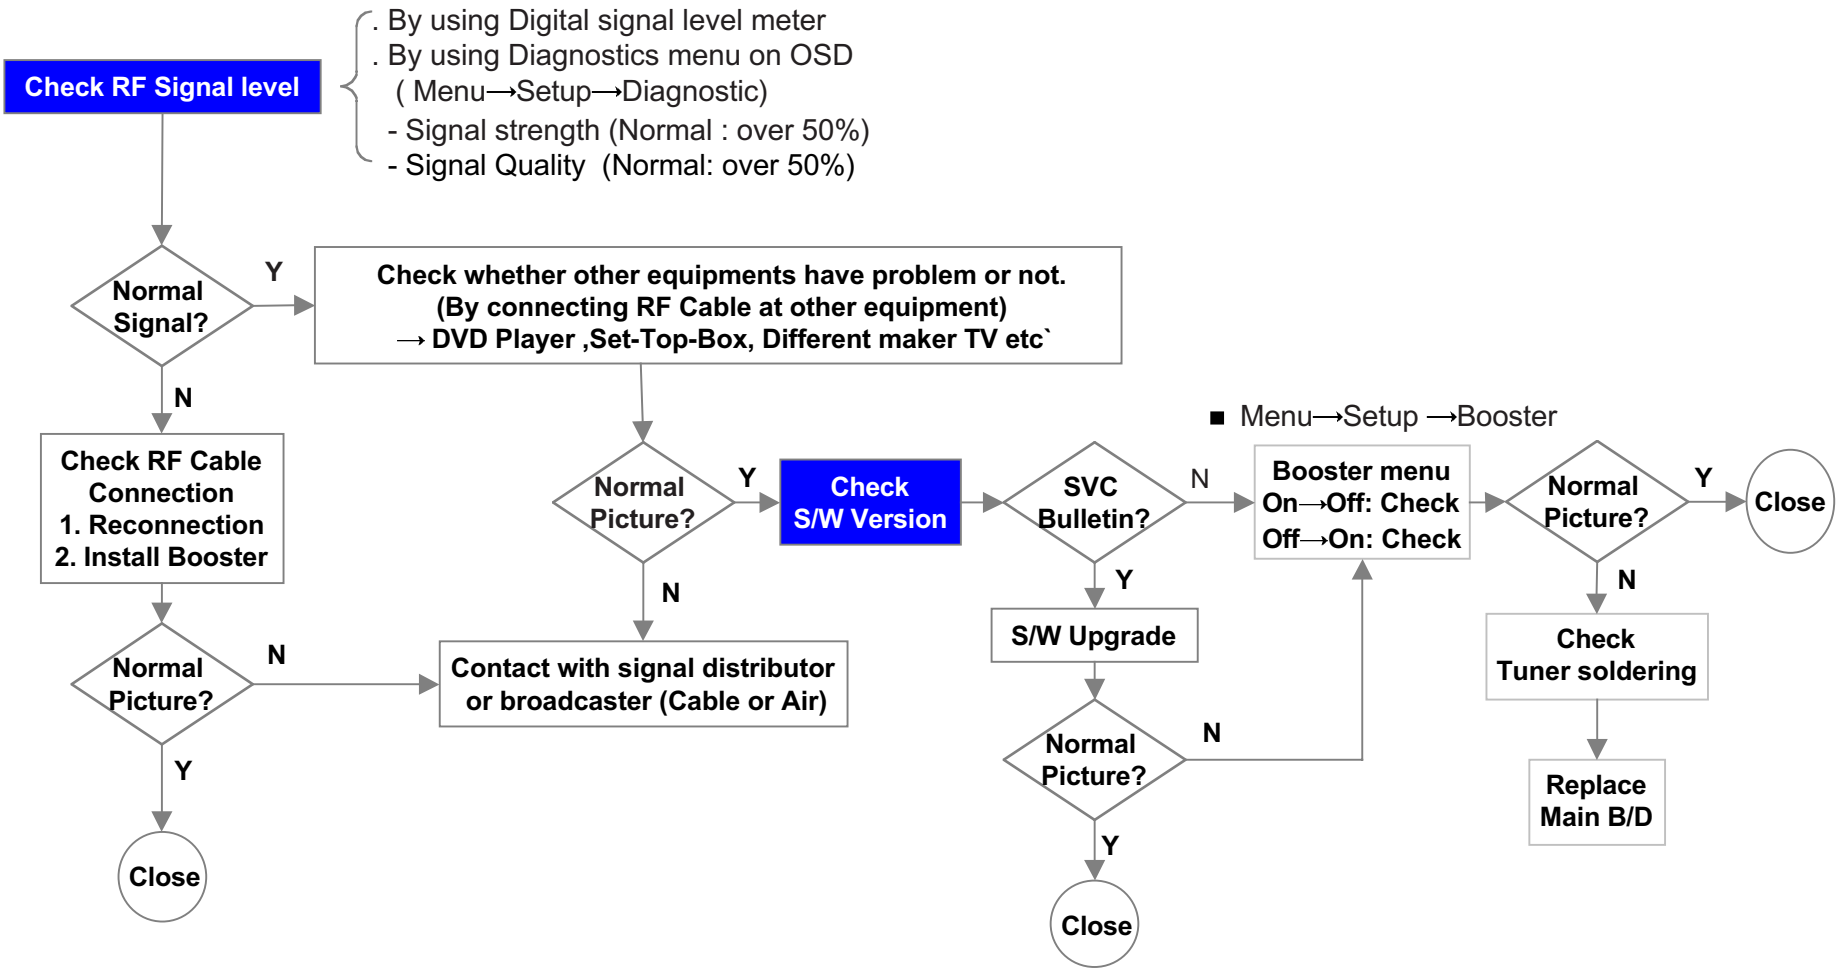 . By using Digital signal level meter
. By using Diagnostics menu on OSD
( Menu→Setup→Diagnostic)
- Signal strength (Normal : over 50%)
- Signal Quality (Normal: over 50%)
Check RF Signal level
Normal
Signal?
Y
N
Check whether other equipments have problem or not.
(By connecting RF Cable at other equipment)
→ DVD Player ,Set-Top-Box, Different maker TV etc`
Check RF Cable
Connection
1. Reconnection
2. Install Booster
Normal
Picture?
N
Y
Close
Normal
Picture?
Y
N
Contact with signal distributor
or broadcaster (Cable or Air)
Check
S/W Version
SVC
Bulletin?
N
Y
S/W Upgrade
Normal
Picture?
N
Y
Close
■ Menu→Setup →Booster
Booster menu
On→Off: Check
Off→On: Check
Normal
Picture?
Y
Close
N
Check
Tuner soldering
Replace
Main B/D